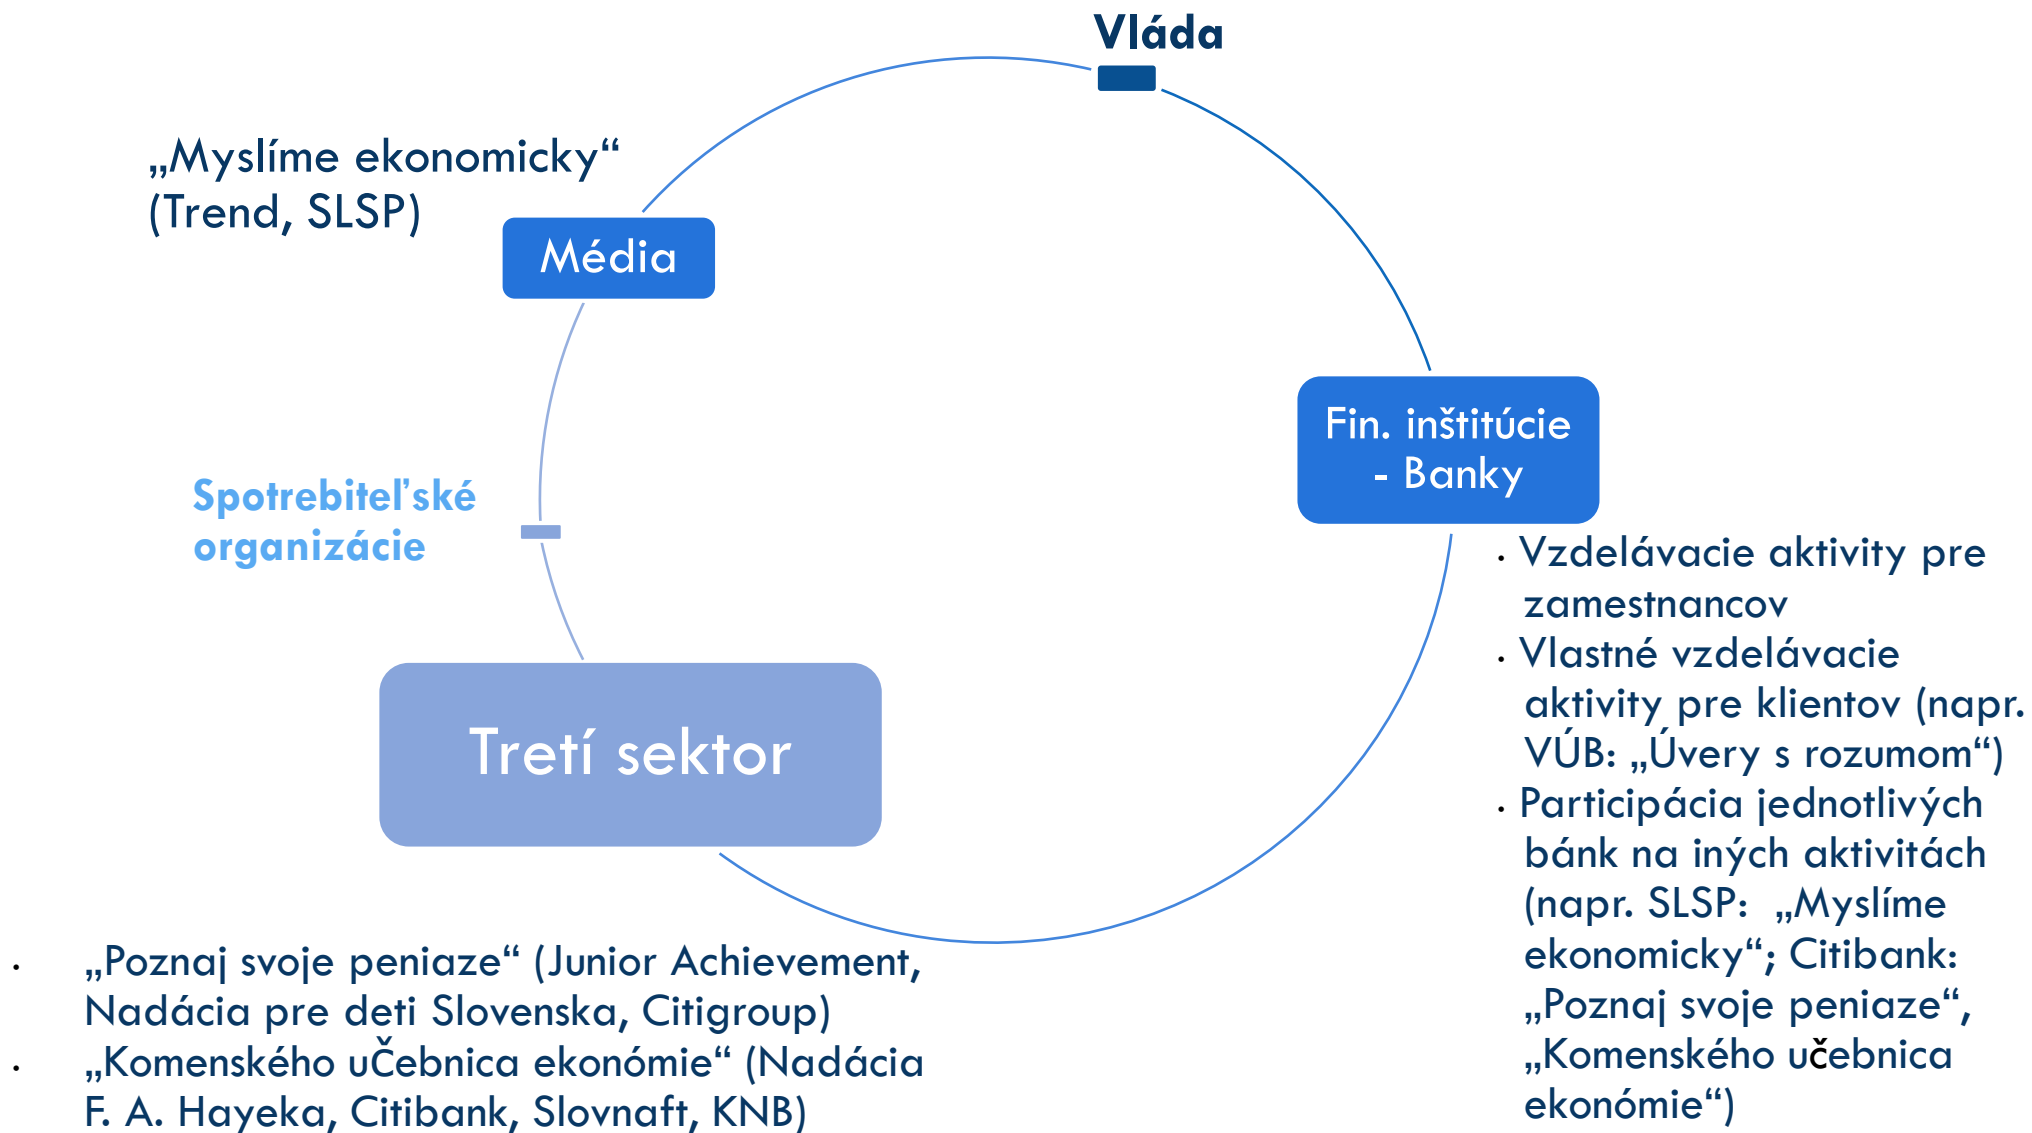 Vláda
„Myslíme ekonomicky“
(Trend, SLSP)
Média
Fin. inštitúcie
- Banky
Spotrebiteľské
organizácie
Tretí sektor
• Vzdelávacie aktivity pre
zamestnancov
• Vlastné vzdelávacie
aktivity pre klientov (napr.
VÚB: „Úvery s rozumom“)
• Participácia jednotlivých
bánk na iných aktivitách
(napr. SLSP: „Myslíme
ekonomicky“; Citibank:
„Poznaj svoje peniaze“,
„Komenského učebnica
ekonómie“)
• „Poznaj svoje peniaze“ (Junior Achievement,
Nadácia pre deti Slovenska, Citigroup)
• „Komenského uČebnica ekonómie“ (Nadácia
F. A. Hayeka, Citibank, Slovnaft, KNB)